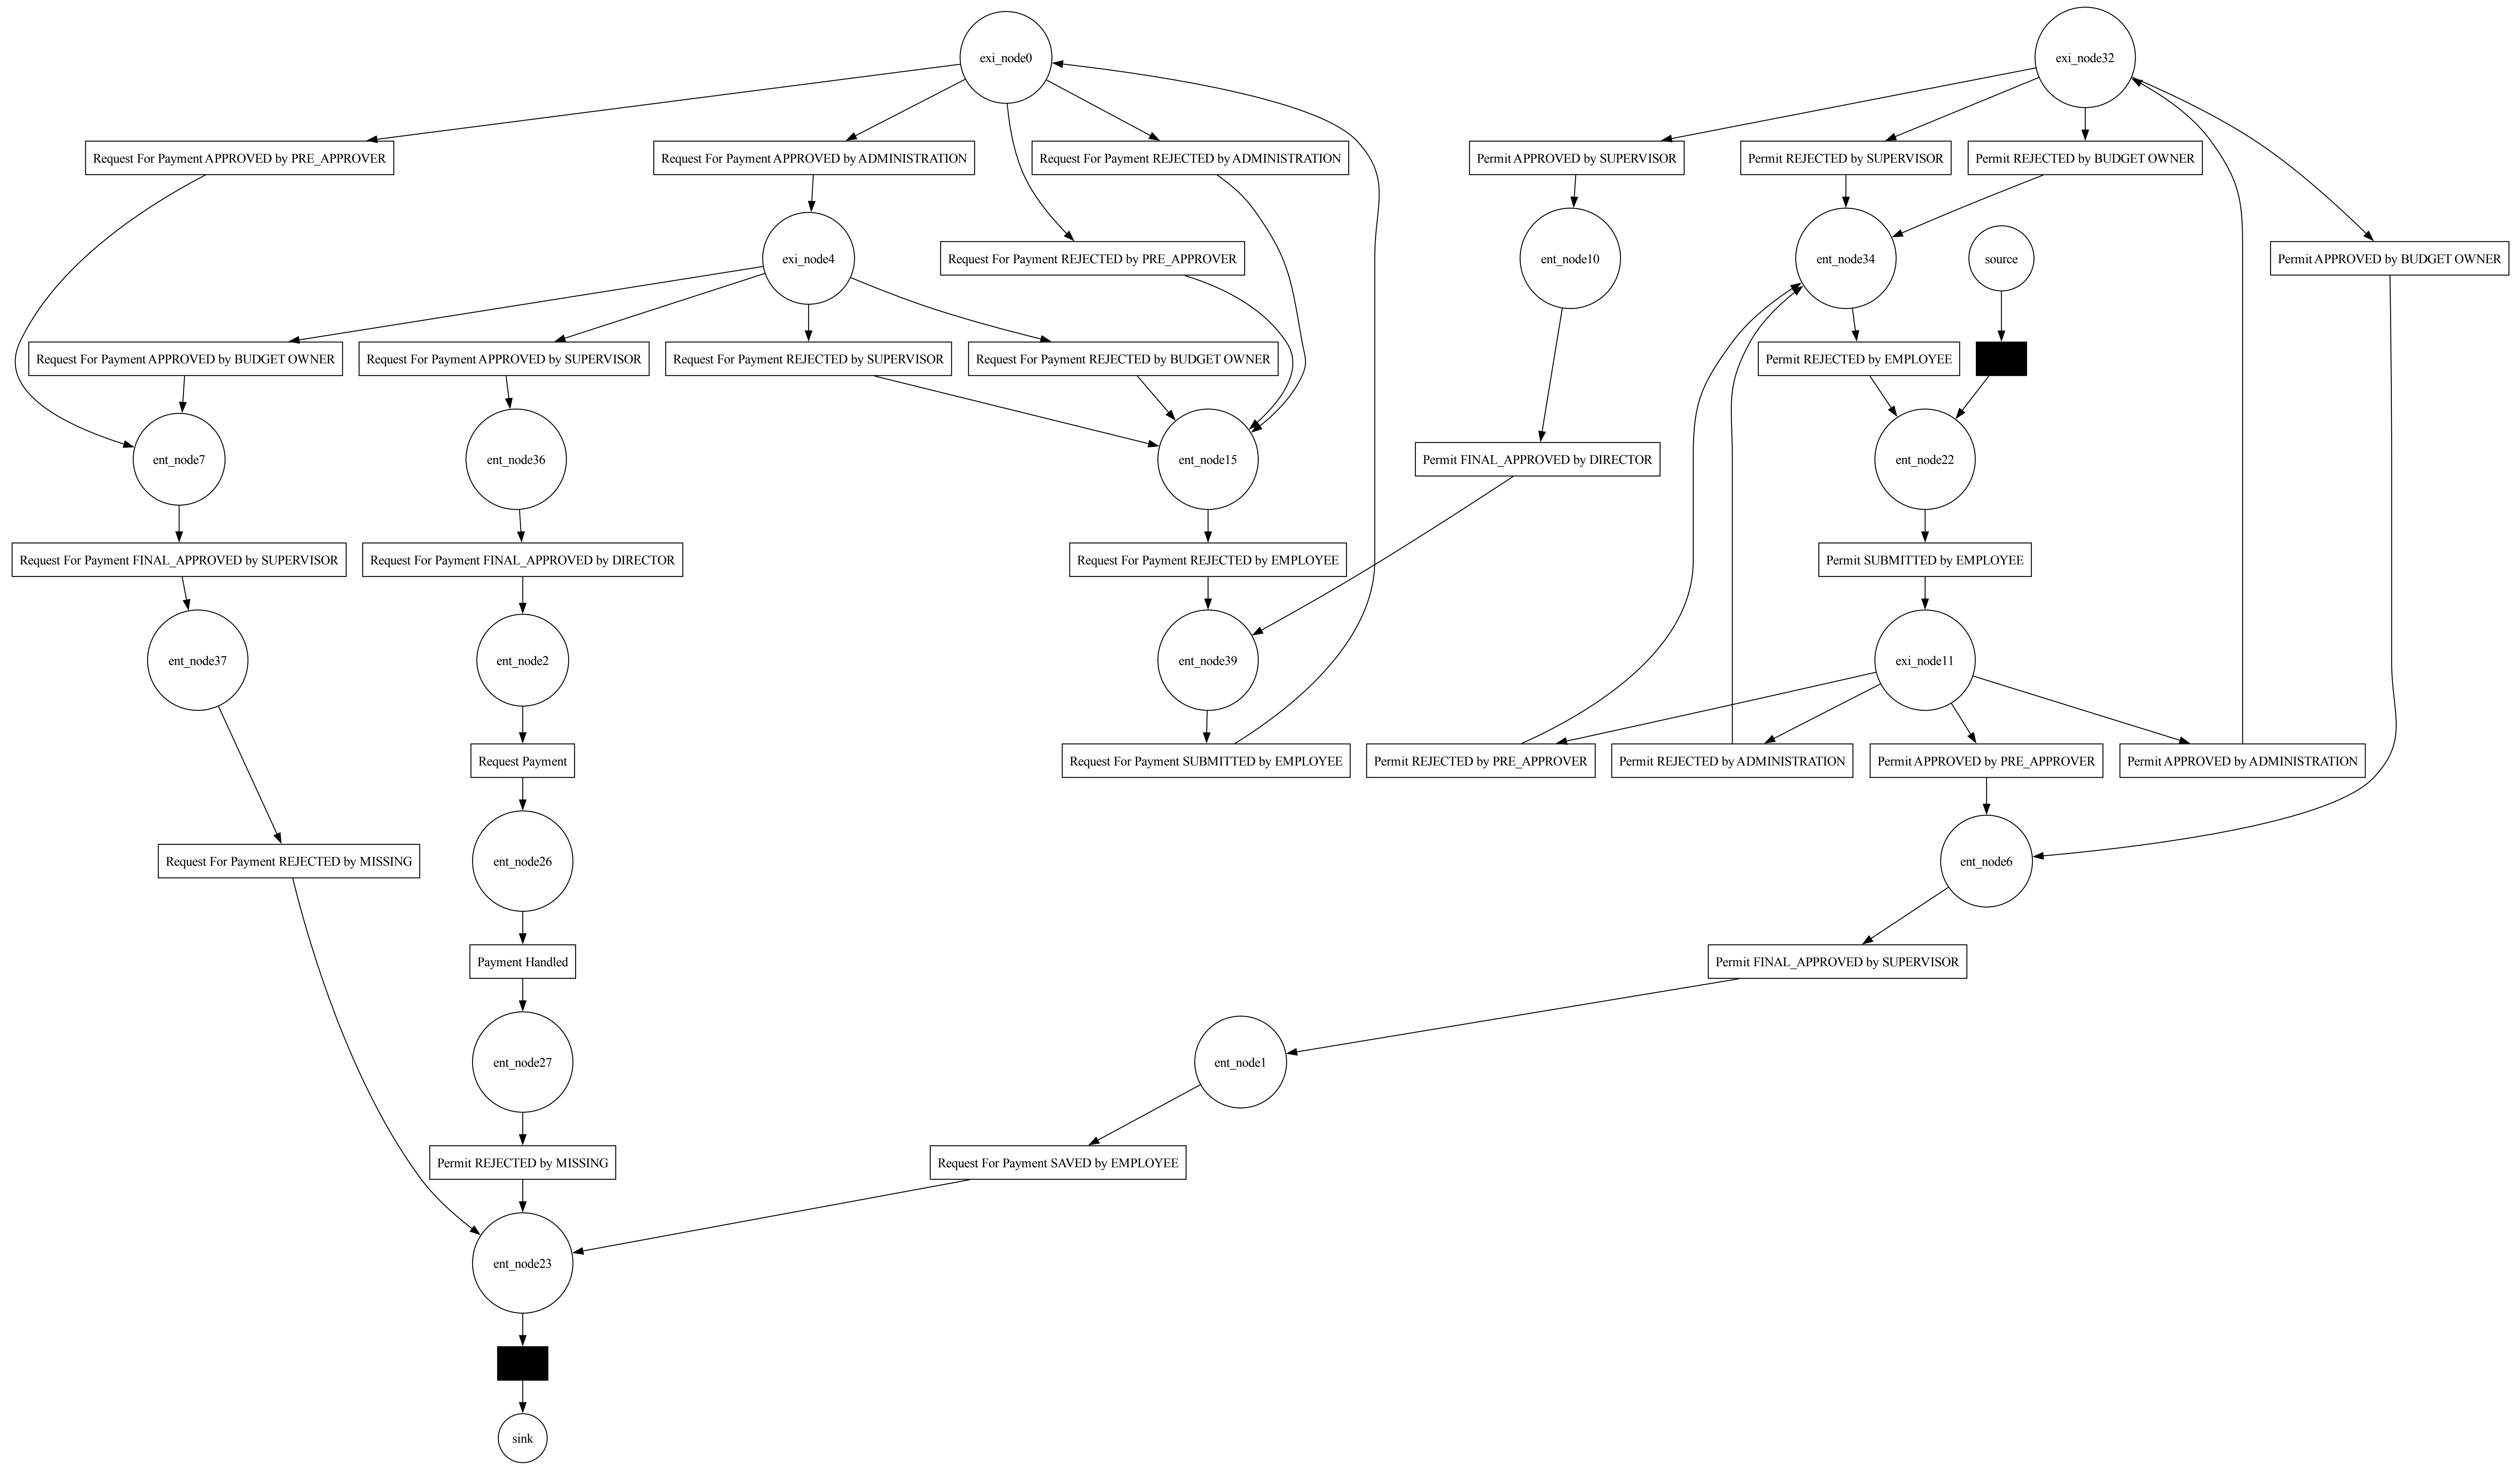 exi_node0
exi_node32
Request For Payment APPROVED by PRE_APPROVER
Request For Payment APPROVED by ADMINISTRATION
Request For Payment REJECTED by ADMINISTRATION
Permit APPROVED by SUPERVISOR
Permit REJECTED by SUPERVISOR
Permit REJECTED by BUDGET OWNER
exi_node4
Request For Payment REJECTED by PRE_APPROVER
ent_node10
ent_node34
source
Permit APPROVED by BUDGET OWNER
Request For Payment APPROVED by BUDGET OWNER
Request For Payment APPROVED by SUPERVISOR
Request For Payment REJECTED by SUPERVISOR
Request For Payment REJECTED by BUDGET OWNER
Permit REJECTED by EMPLOYEE
ent_node7
ent_node36
ent_node15
Permit FINAL_APPROVED by DIRECTOR
ent_node22
Request For Payment FINAL_APPROVED by SUPERVISOR
Request For Payment FINAL_APPROVED by DIRECTOR
Request For Payment REJECTED by EMPLOYEE
Permit SUBMITTED by EMPLOYEE
ent_node37
ent_node2
ent_node39
exi_node11
Request Payment
Request For Payment SUBMITTED by EMPLOYEE
Permit REJECTED by PRE_APPROVER
Permit REJECTED by ADMINISTRATION
Permit APPROVED by PRE_APPROVER
Permit APPROVED by ADMINISTRATION
Request For Payment REJECTED by MISSING
ent_node26
ent_node6
Payment Handled
Permit FINAL_APPROVED by SUPERVISOR
ent_node27
ent_node1
Permit REJECTED by MISSING
Request For Payment SAVED by EMPLOYEE
ent_node23
sink